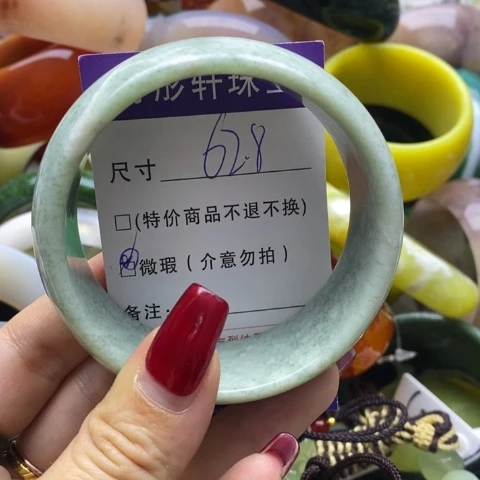 彤轩珠
尺寸 62.8
□(特价商品不退不换)
☑微瑕(介意勿拍)
备注: